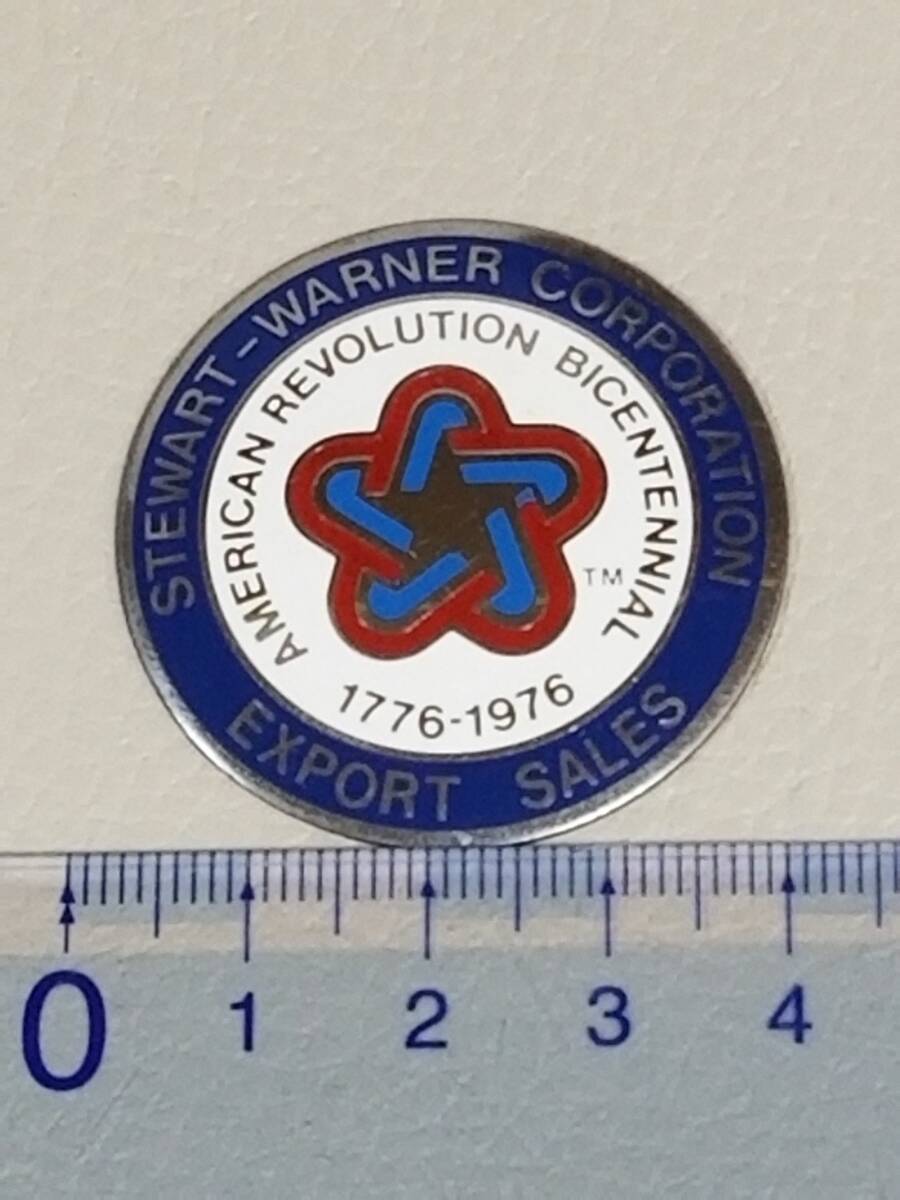 STEWART-WARNER CORPORATION
AMERICAN REVOLUTION BICENTENNIAL
TM
1776-1976
EXPORT SALES
0 1 2 3 4